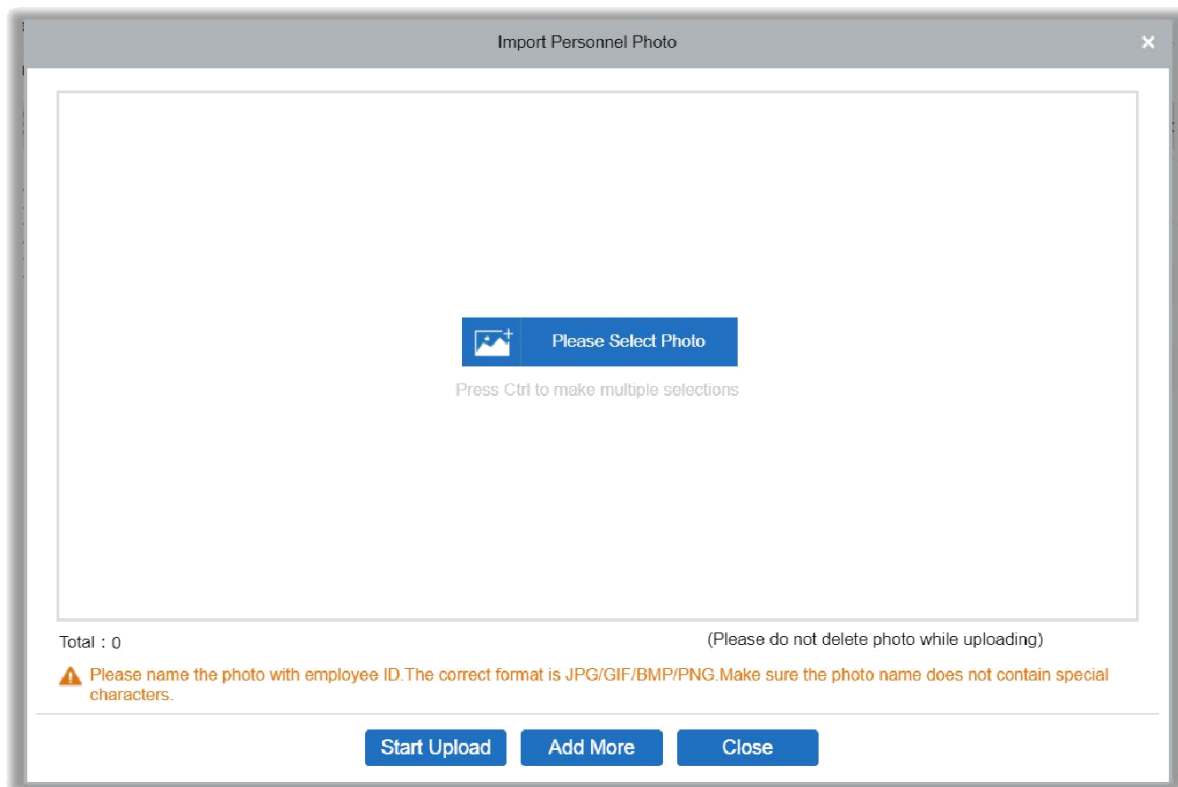 Import Personnel Photo
Please Select Photo
Press Ctrl to make multiple selections
Total : 0
(Please do not delete photo while uploading)
Please name the photo with employee ID.The correct format is JPG/GIF/BMP/PNG.Make sure the photo name does not contain special
characters.
Start Upload
Add More
Close